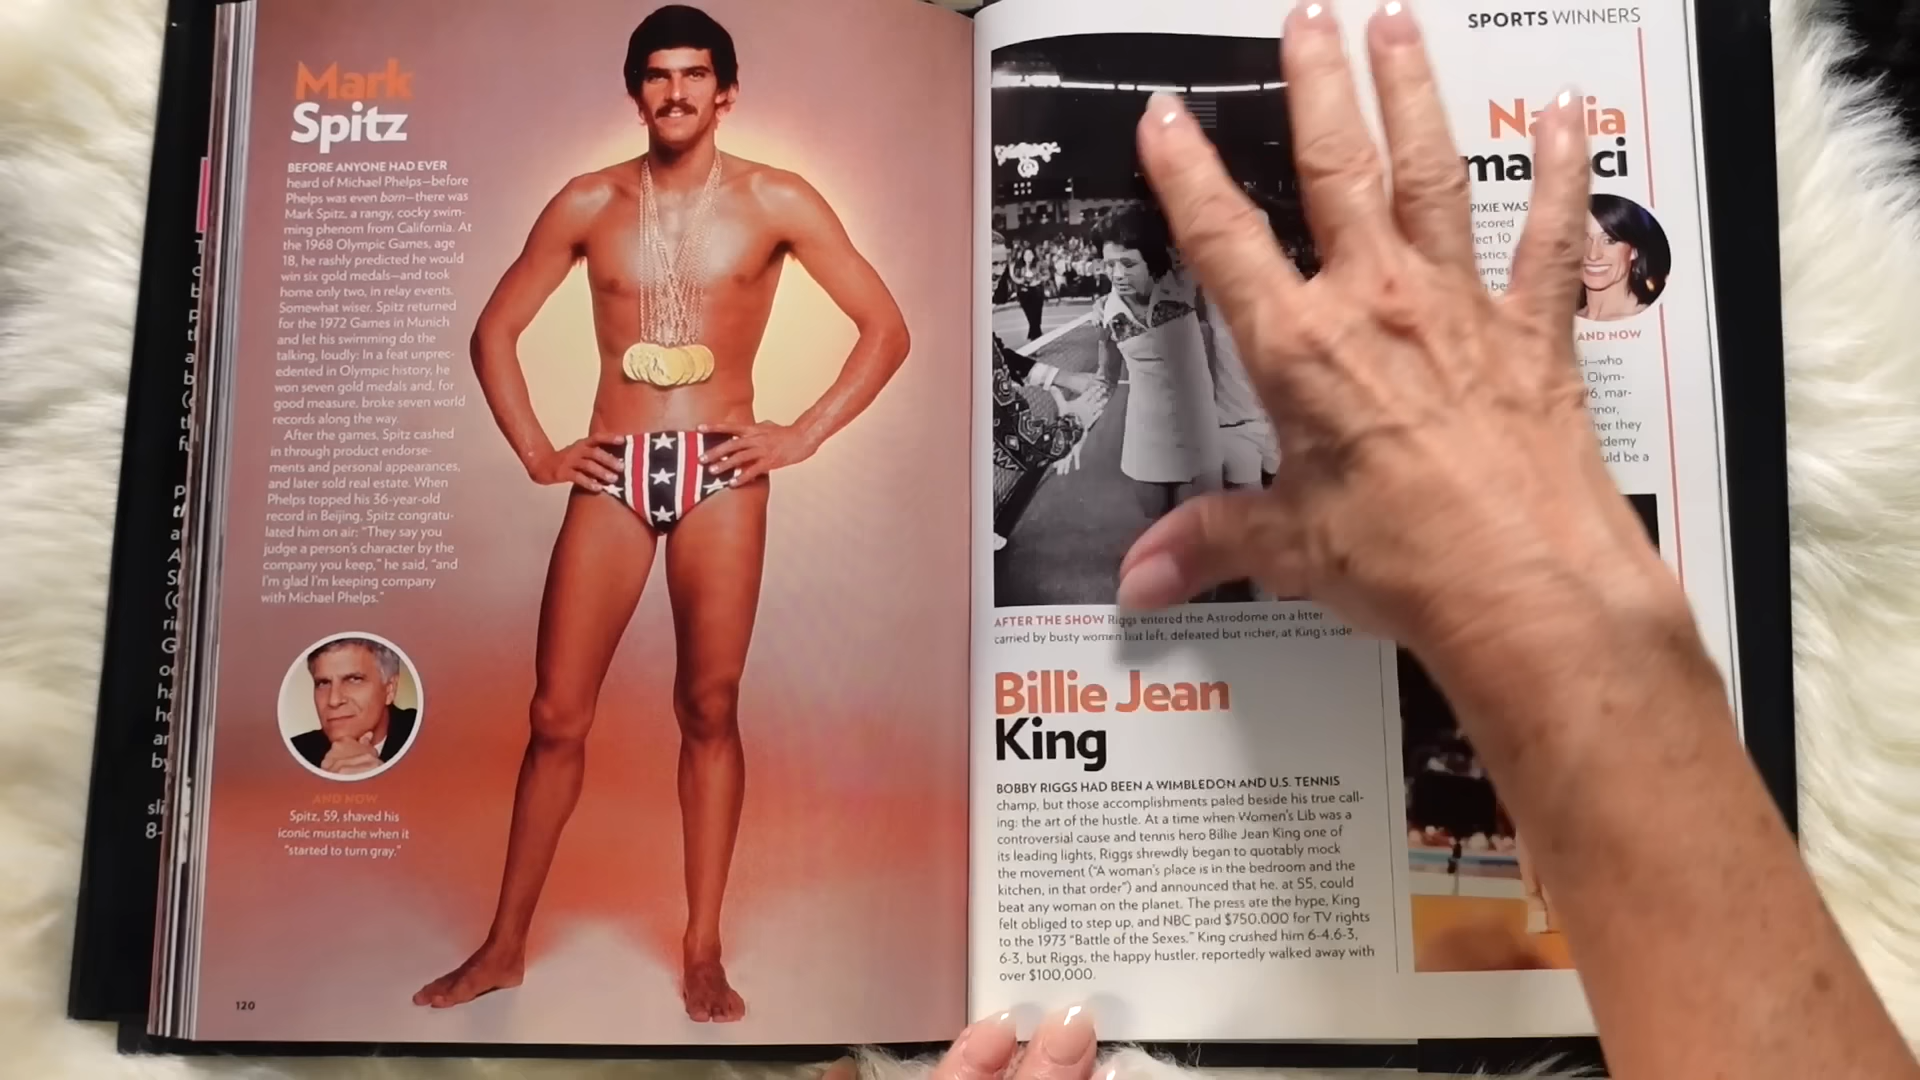 Mark
Spitz
BEFORE ANYONE HAD EVER
heard of Michael Phelps—before
Phelps was even born—there was
Mark Spitz, a rangy, cocky swim-
ming phenom from California. At
the 1968 Olympic Games, age
18, he rashly predicted he would
win six gold medals—and took
home only two, in relay events.
Somewhat wiser, Spitz returned
for the 1972 Games in Munich
and let his swimming do the
talking, loudly: In a feat unprec-
edented in Olympic history, he
won seven gold medals and, for
good measure, broke seven world
records along the way.
After the games, Spitz cashed
in through product endorse-
ments and personal appearances,
and later sold real estate. When
Phelps topped his 36-year-old
record in Beijing, Spitz congratu-
lated him on air: "They say you
judge a person's character by the
company you keep," he said, "and
I'm glad I'm keeping company
with Michael Phelps."
AND NOW
Spitz, 59, shaved his
iconic mustache when it
"started to turn gray."
120
SPORTS WINNERS
AFTER THE SHOW Riggs entered the Astrodome on a litter
carried by busty women but left, defeated but richer, at King's side.
Billie Jean
King
BOBBY RIGGS HAD BEEN A WIMBLEDON AND U.S. TENNIS
champ, but those accomplishments paled beside his true call-
ing: the art of the hustle. At a time when Women's Lib was a
controversial cause and tennis hero Billie Jean King one of
its leading lights, Riggs shrewdly began to quotably mock
the movement ("A woman's place is in the bedroom and the
kitchen, in that order") and announced that he, at 55, could
beat any woman on the planet. The press ate the hype, King
felt obliged to step up, and NBC paid $750,000 for TV rights
to the 1973 "Battle of the Sexes." King crushed him 6-4, 6-3,
6-3, but Riggs, the happy hustler, reportedly walked away with
over $100,000.
PIXIE WAS
scored
10
AND NOW
who
Olym-
mar-
they
be a